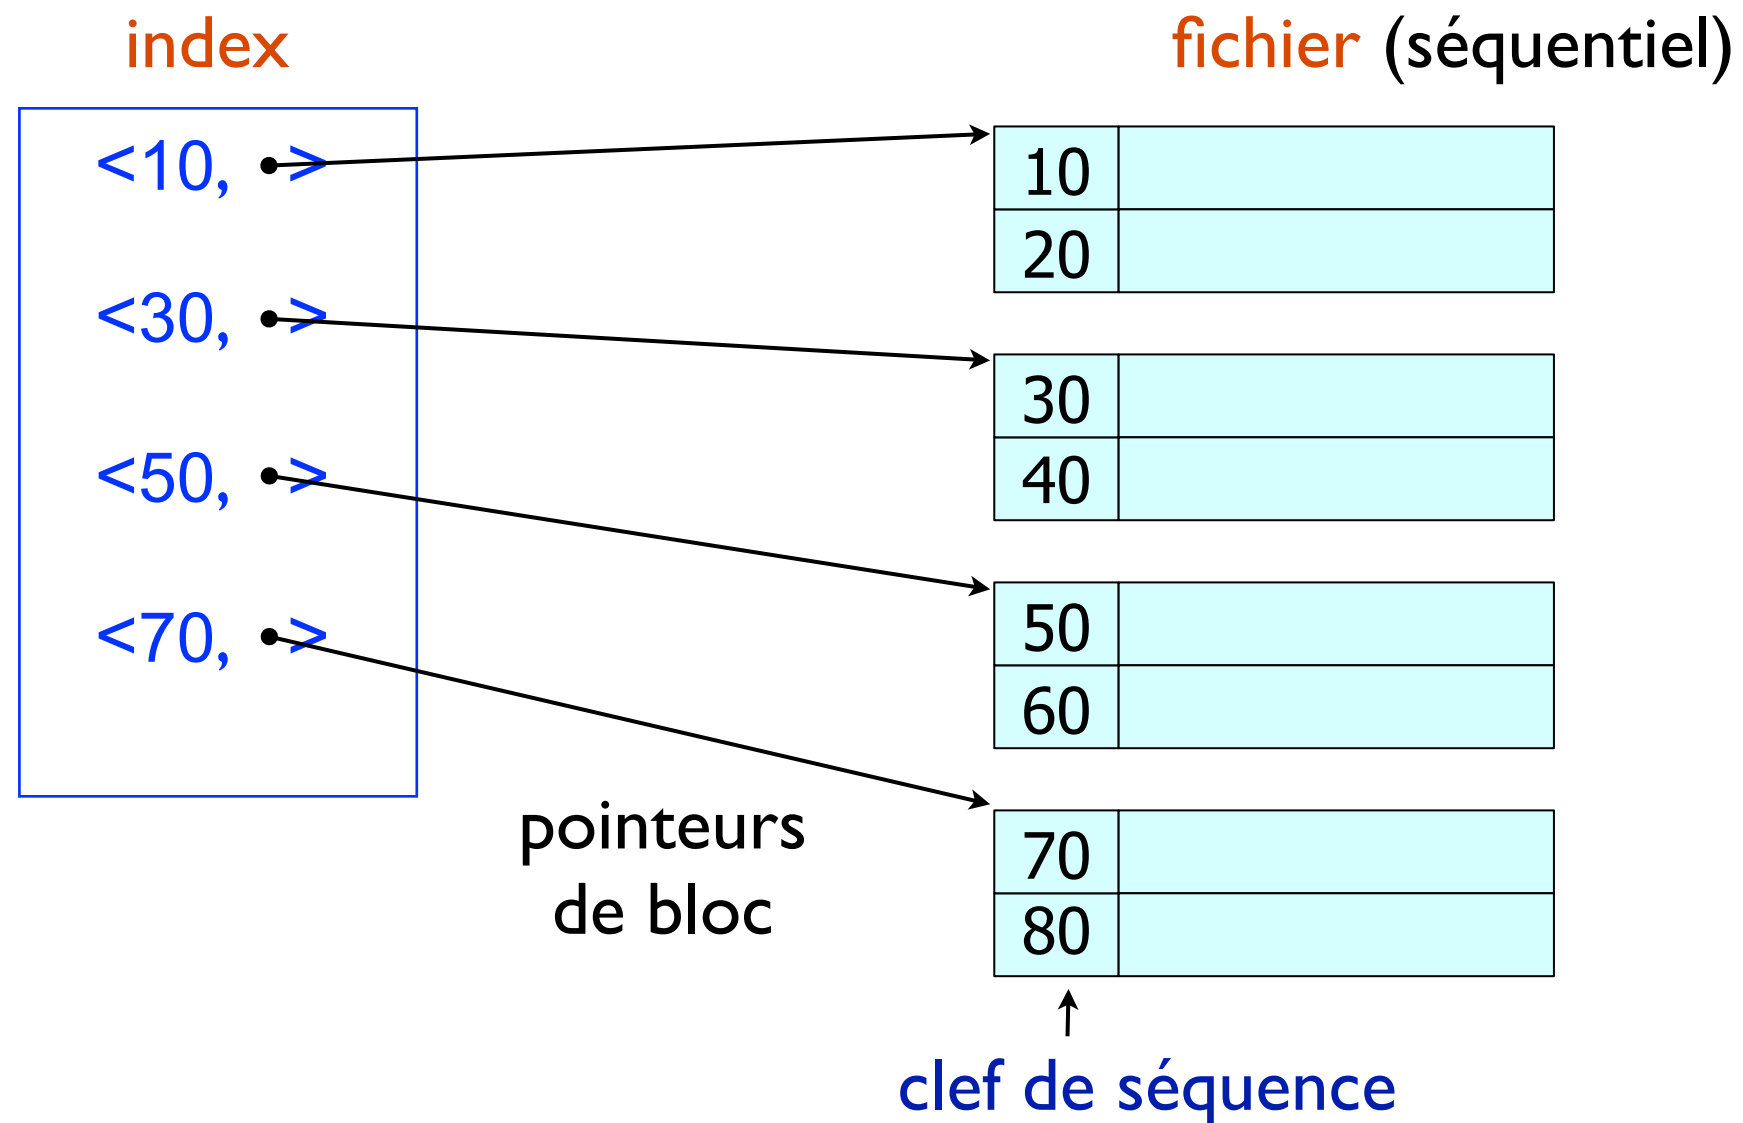 index
fichier (séquentiel)
<10, >
<30, >
<50, >
<70, >
10
20
30
40
50
60
70
80
pointeurs
de bloc
clef de séquence